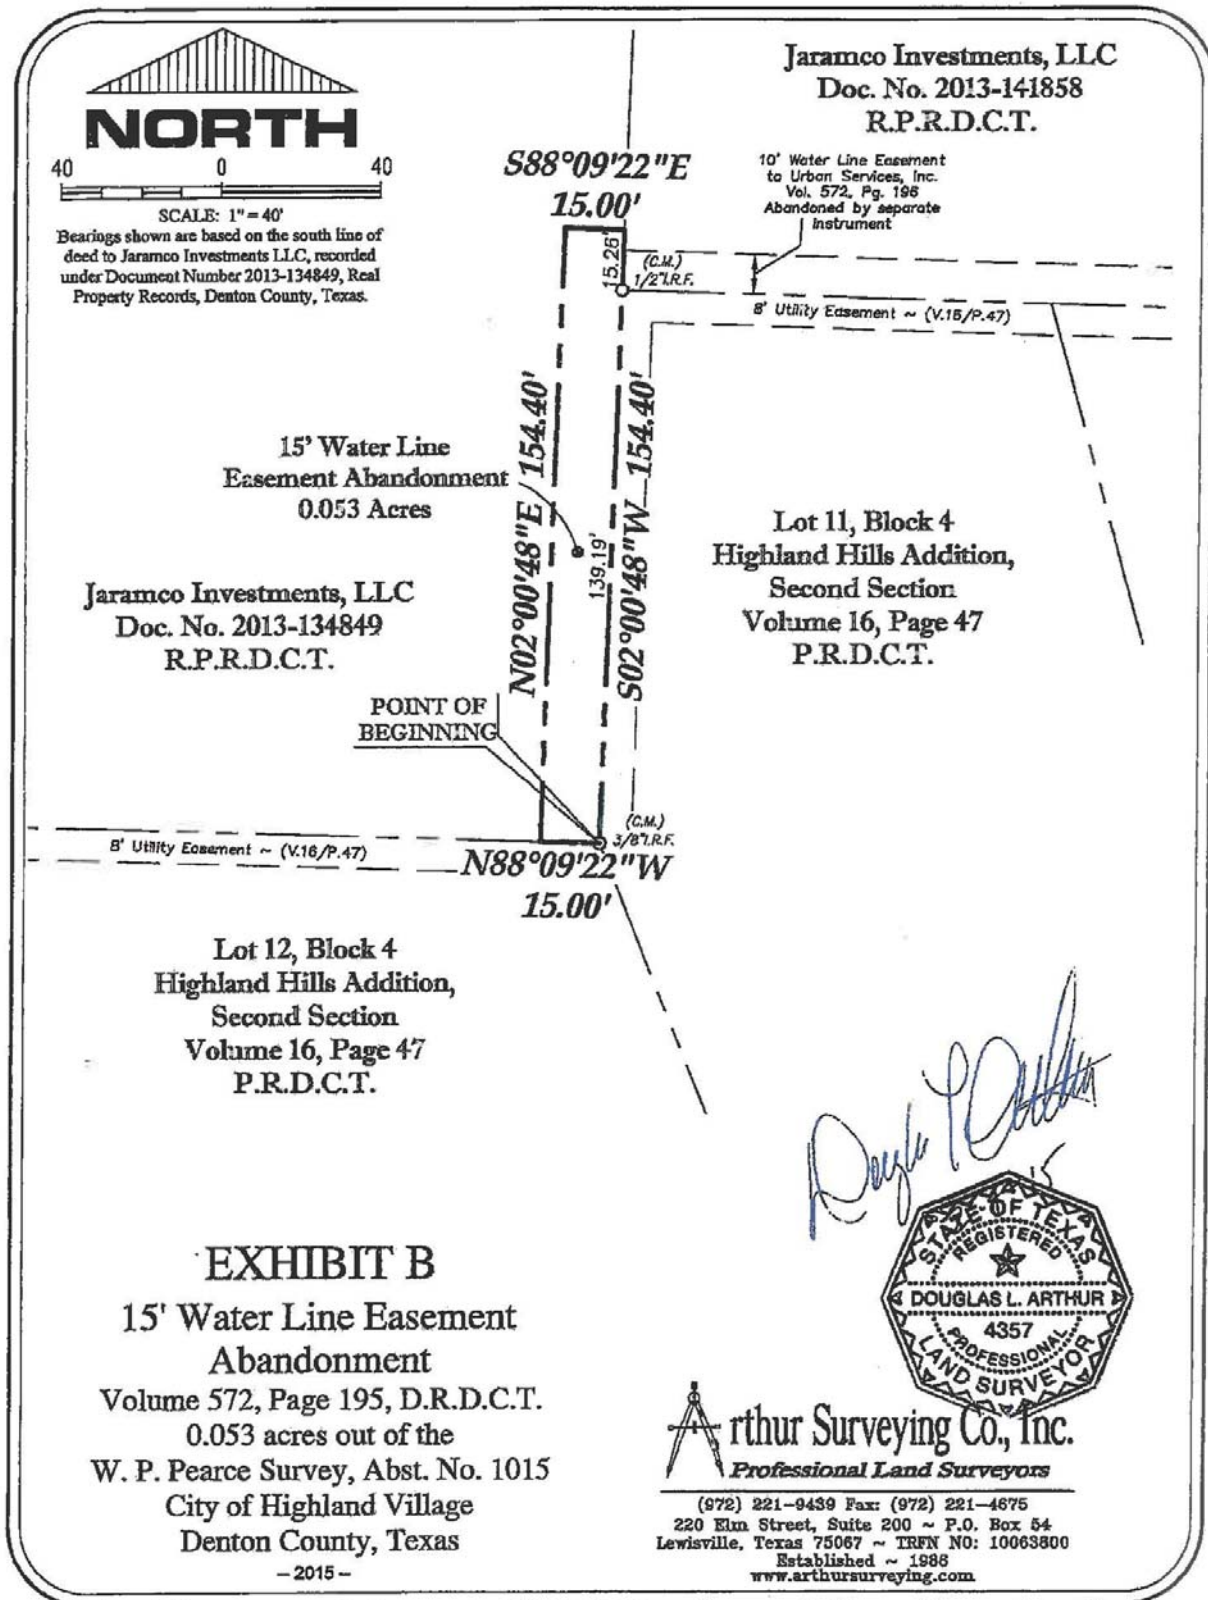 NORTH
40 0 40
SCALE: 1" = 40'
Bearings shown are based on the south line of
deed to Jaramco Investments LLC, recorded
under Document Number 2013-134849, Real
Property Records, Denton County, Texas.
Jaramco Investments, LLC
Doc. No. 2013-141858
R.P.R.D.C.T.
S88°09'22"E
15.00'
10' Water Line Easement
to Urban Services, Inc.
Vol. 572, Pg. 196
Abandoned by separate
instrument
15.26'
(C.M.)
1/2"I.R.F.
8' Utility Easement ~ (V.16/P.47)
N02°00'48"E 154.40'
S02°00'48"W 154.40'
139.19'
15' Water Line
Easement Abandonment
0.053 Acres
Jaramco Investments, LLC
Doc. No. 2013-134849
R.P.R.D.C.T.
Lot 11, Block 4
Highland Hills Addition,
Second Section
Volume 16, Page 47
P.R.D.C.T.
POINT OF
BEGINNING
(C.M.)
3/8"I.R.F.
8' Utility Easement ~ (V.16/P.47)
N88°09'22"W
15.00'
Lot 12, Block 4
Highland Hills Addition,
Second Section
Volume 16, Page 47
P.R.D.C.T.
EXHIBIT B
15' Water Line Easement
Abandonment
Volume 572, Page 195, D.R.D.C.T.
0.053 acres out of the
W. P. Pearce Survey, Abst. No. 1015
City of Highland Village
Denton County, Texas
– 2015 –
STATE OF TEXAS
REGISTERED
DOUGLAS L. ARTHUR
4357
PROFESSIONAL
LAND SURVEYOR
Arthur Surveying Co., Inc.
Professional Land Surveyors
(972) 221-9439 Fax: (972) 221-4675
220 Elm Street, Suite 200 ~ P.O. Box 54
Lewisville, Texas 75067 ~ TRFN NO: 10063800
Established ~ 1986
www.arthursurveying.com